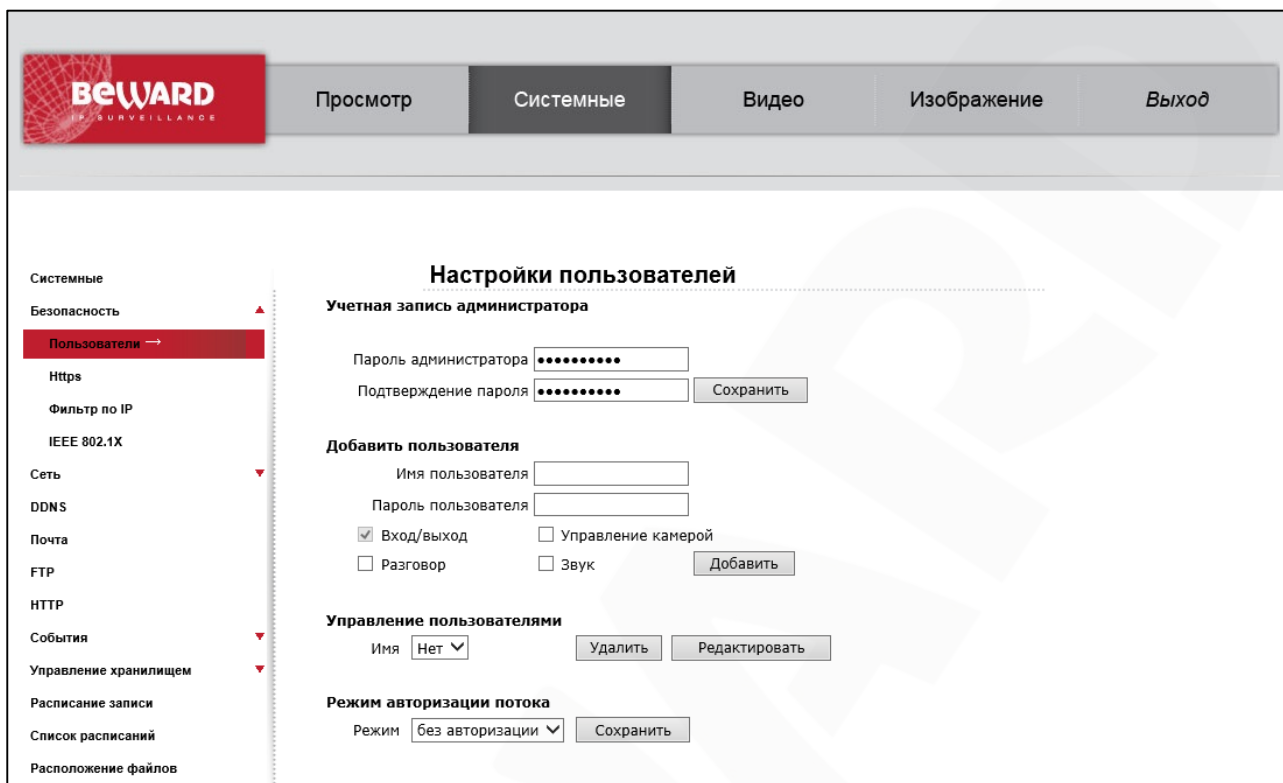 BEWARD
IP SURVEILLANCE
Просмотр
Системные
Видео
Изображение
Выход
Системные
Безопасность
Пользователи →
Https
Фильтр по IP
IEEE 802.1X
Сеть
DDNS
Почта
FTP
HTTP
События
Управление хранилищем
Расписание записи
Список расписаний
Расположение файлов
Настройки пользователей
Учетная запись администратора
Пароль администратора ••••••••••
Подтверждение пароля •••••••••• Сохранить
Добавить пользователя
Имя пользователя
Пароль пользователя
Вход/выход Управление камерой
Разговор Звук Добавить
Управление пользователями
Имя Нет Удалить Редактировать
Режим авторизации потока
Режим без авторизации Сохранить